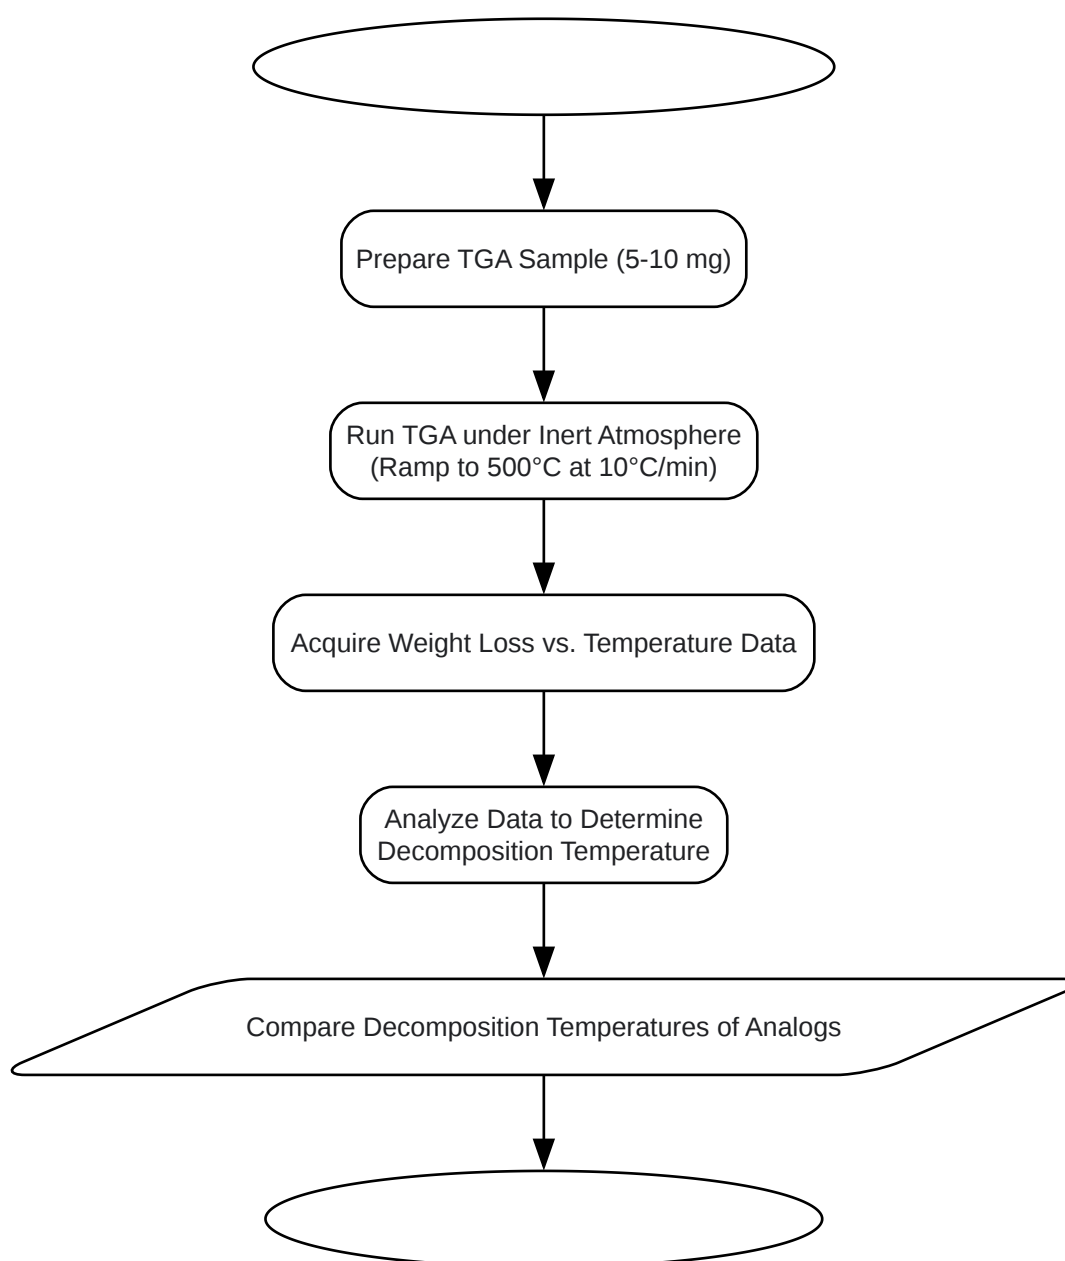 Prepare TGA Sample (5-10 mg)
Run TGA under Inert Atmosphere
(Ramp to 500°C at 10°C/min)
Acquire Weight Loss vs. Temperature Data
Analyze Data to Determine
Decomposition Temperature
Compare Decomposition Temperatures of Analogs